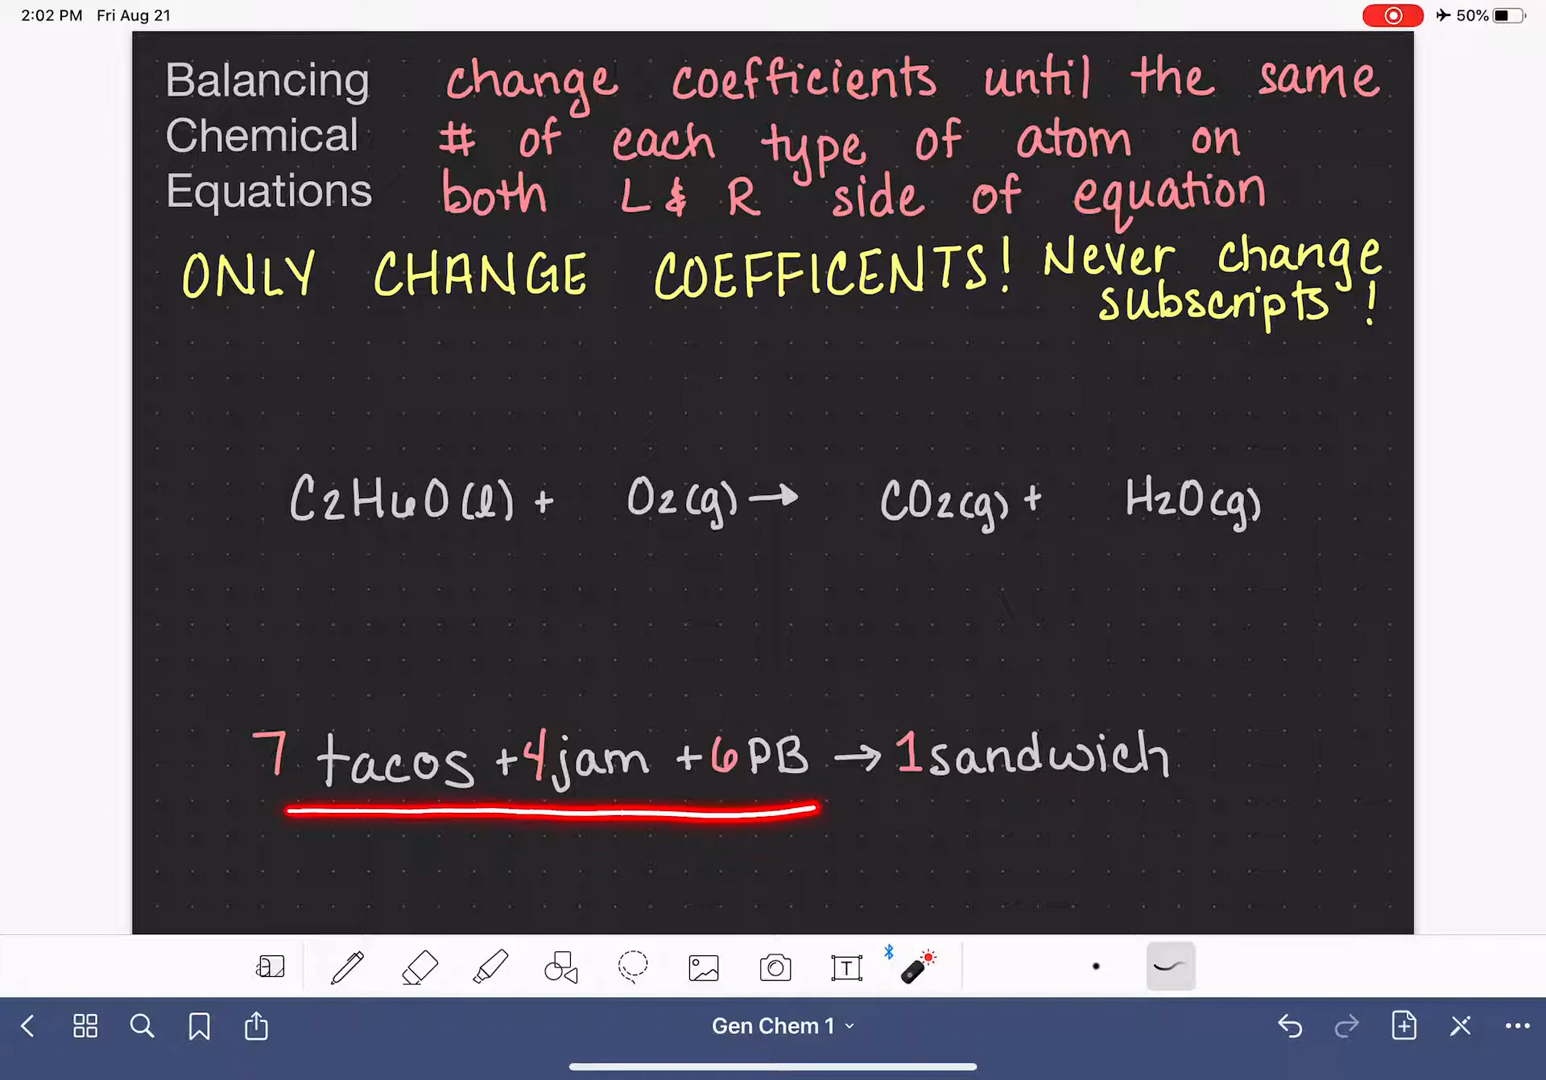 2:02 PM Fri Aug 21
50%
Balancing
Chemical
Equations
change coefficients until the same
# of each type of atom on
both L & R side of equation
ONLY CHANGE COEFFICENTS! Never change
subscripts!
C2H6O(l) + O2(g) → CO2(g) + H2O(g)
7 tacos + 4 jam + 6 PB → 1 sandwich
T
Gen Chem 1